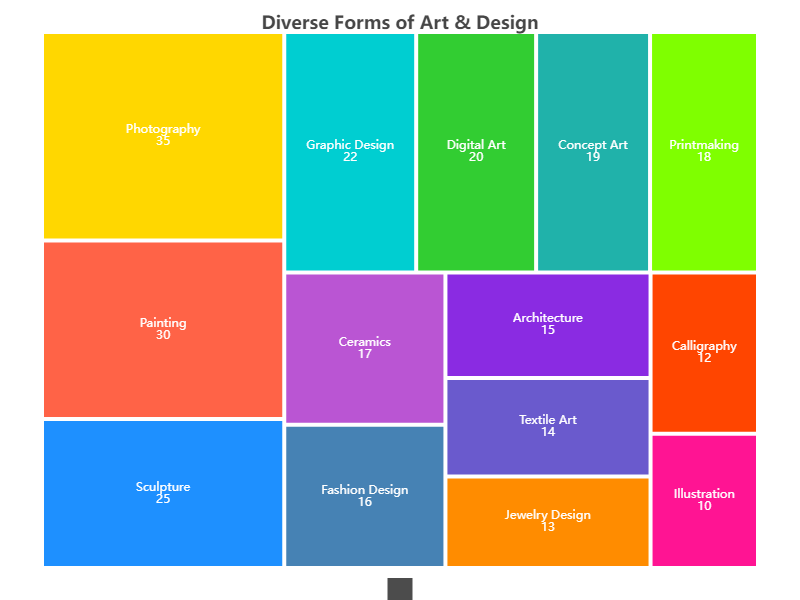 Diverse Forms of Art & Design
Photography
35
Graphic Design
22
Digital Art
20
Concept Art
19
Printmaking
18
Painting
30
Ceramics
17
Architecture
15
Calligraphy
12
Textile Art
14
Sculpture
25
Fashion Design
16
Jewelry Design
13
Illustration
10